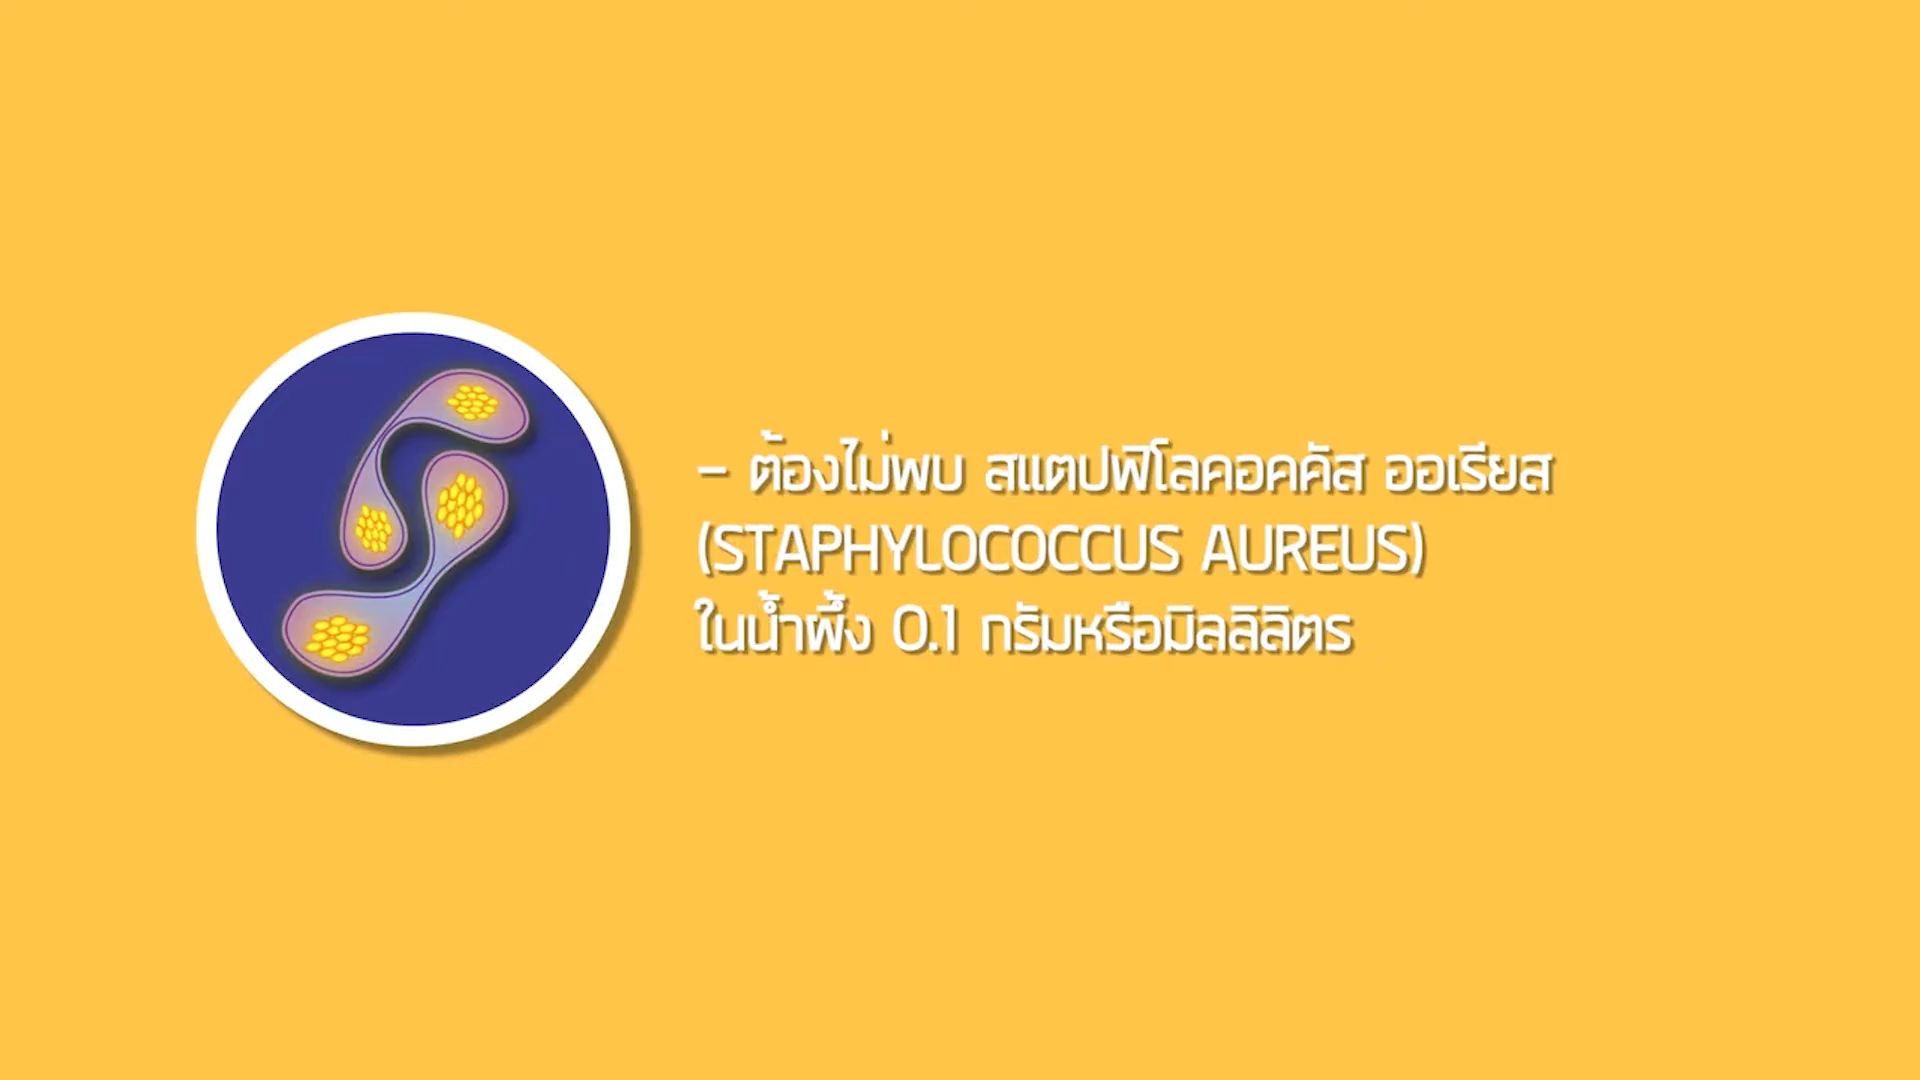 - ต้องไม่พบ สแตปฟิโลคอคคัส ออเรียส
(STAPHYLOCOCCUS AUREUS)
ในน้ำผึ้ง 0.1 กรัมหรือมิลลิลิตร